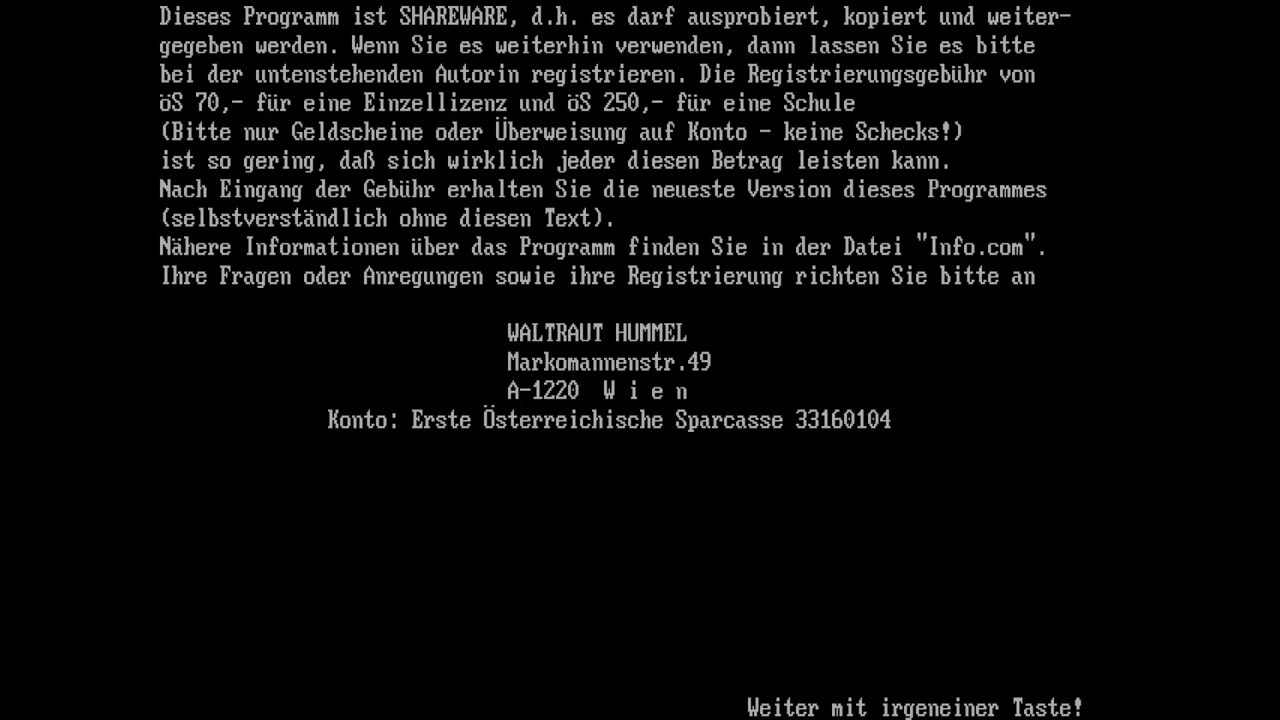 Dieses Programm ist SHAREWARE, d.h. es darf ausprobiert, kopiert und weiter-
gegeben werden. Wenn Sie es weiterhin verwenden, dann lassen Sie es bitte
bei der untenstehenden Autorin registrieren. Die Registrierungsgebühr von
öS 70,- für eine Einzellizenz und öS 250,- für eine Schule
(Bitte nur Geldscheine oder Überweisung auf Konto - keine Schecks!)
ist so gering, daß sich wirklich jeder diesen Betrag leisten kann.
Nach Eingang der Gebühr erhalten Sie die neueste Version dieses Programmes
(selbstverständlich ohne diesen Text).
Nähere Informationen über das Programm finden Sie in der Datei "Info.com".
Ihre Fragen oder Anregungen sowie ihre Registrierung richten Sie bitte an
WALTRAUT HUMMEL
Markomannenstr.49
A-1220  W i e n
Konto: Erste Österreichische Sparcasse 33160104
Weiter mit irgeneiner Taste!